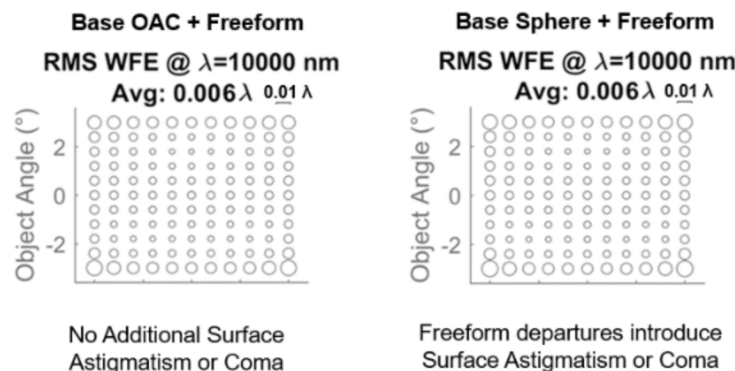 Base OAC + Freeform
RMS WFE @ λ=10000 nm
Avg: 0.006λ 0.01 λ
Object Angle (°)
2
0
-2
No Additional Surface
Astigmatism or Coma
Base Sphere + Freeform
RMS WFE @ λ=10000 nm
Avg: 0.006λ 0.01 λ
Object Angle (°)
2
0
-2
Freeform departures introduce
Surface Astigmatism or Coma